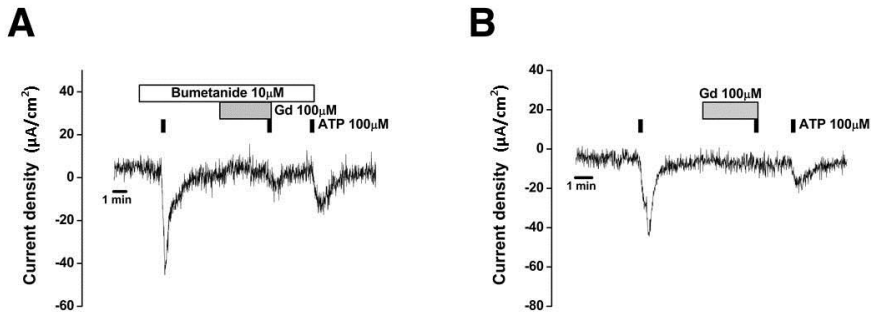 A
B
Current density (µA/cm²)
40
20
0
-20
-40
-60
Bumetanide 10µM
Gd 100µM
ATP 100µM
1 min
Current density (µA/cm²)
40
20
0
-20
-40
-60
-80
Gd 100µM
ATP 100µM
1 min